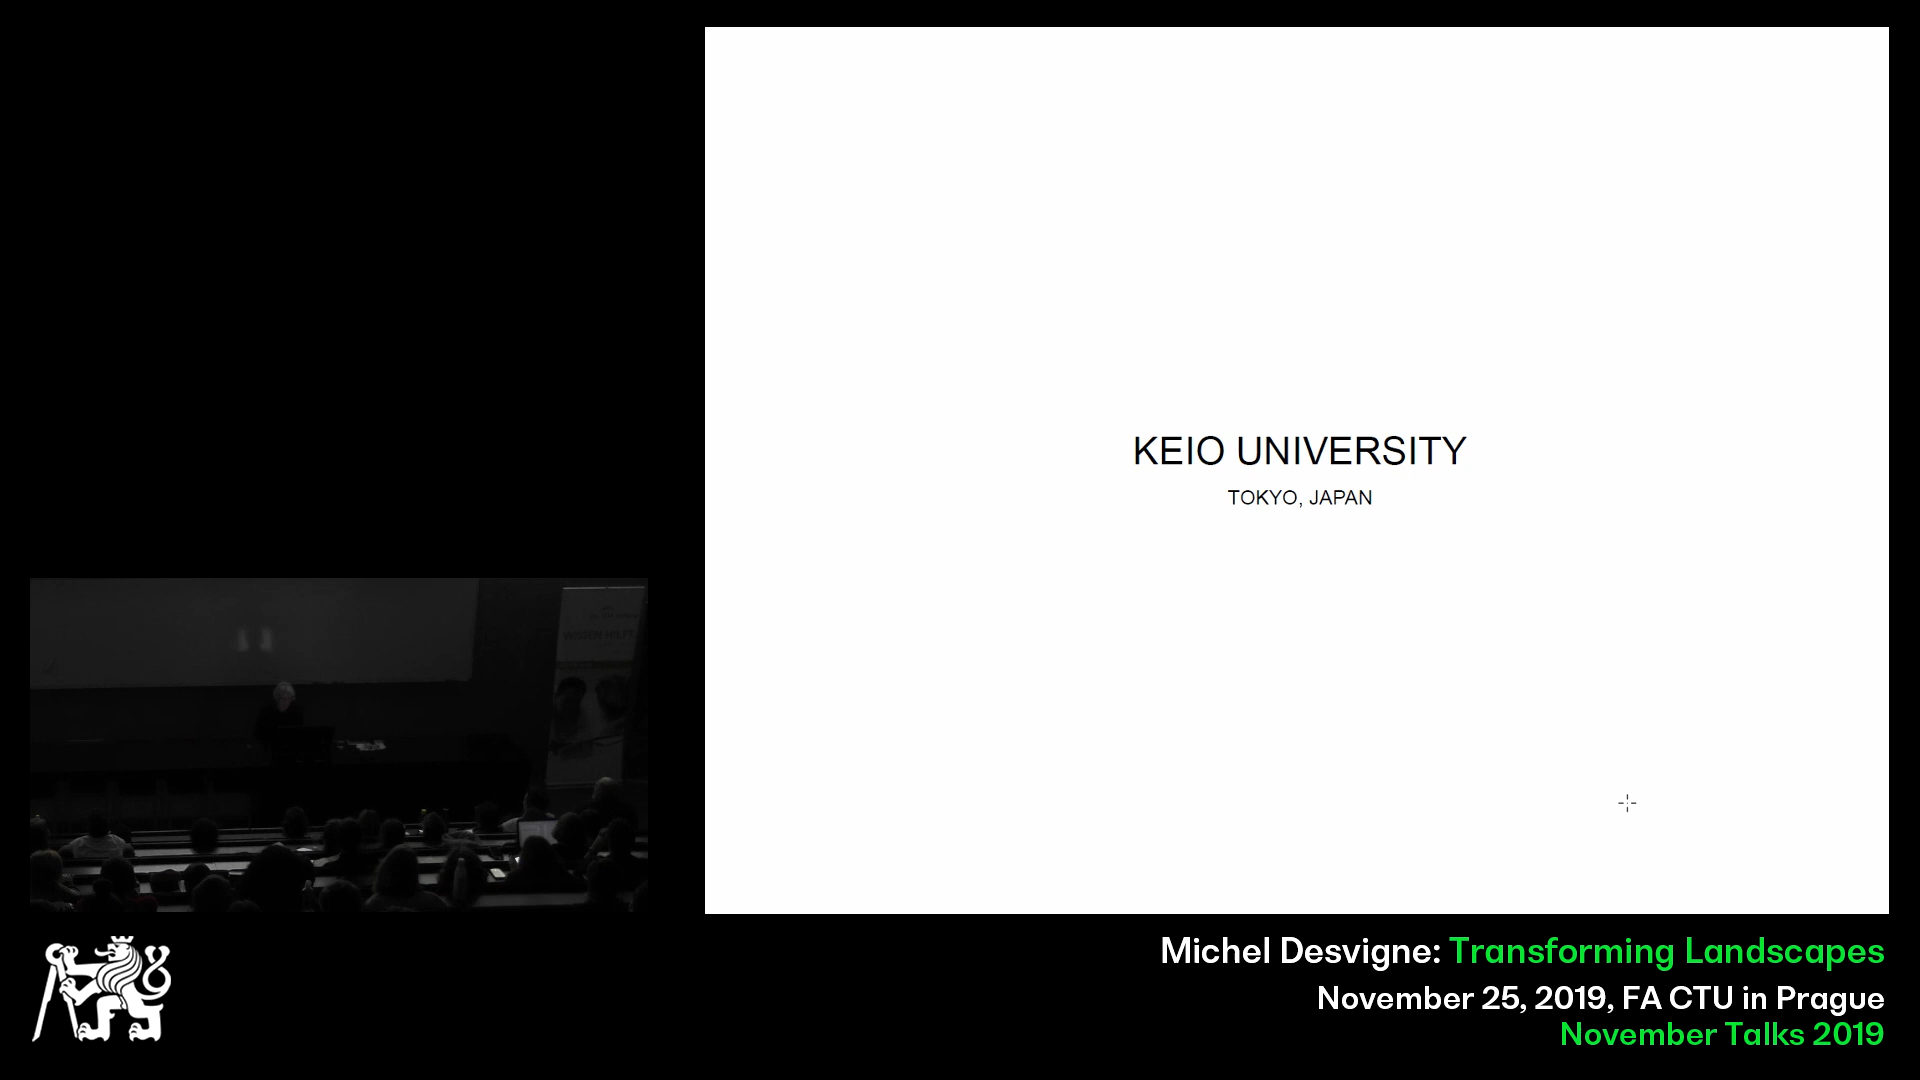 KEIO UNIVERSITY
TOKYO, JAPAN
Michel Desvigne: Transforming Landscapes
November 25, 2019, FA CTU in Prague
November Talks 2019